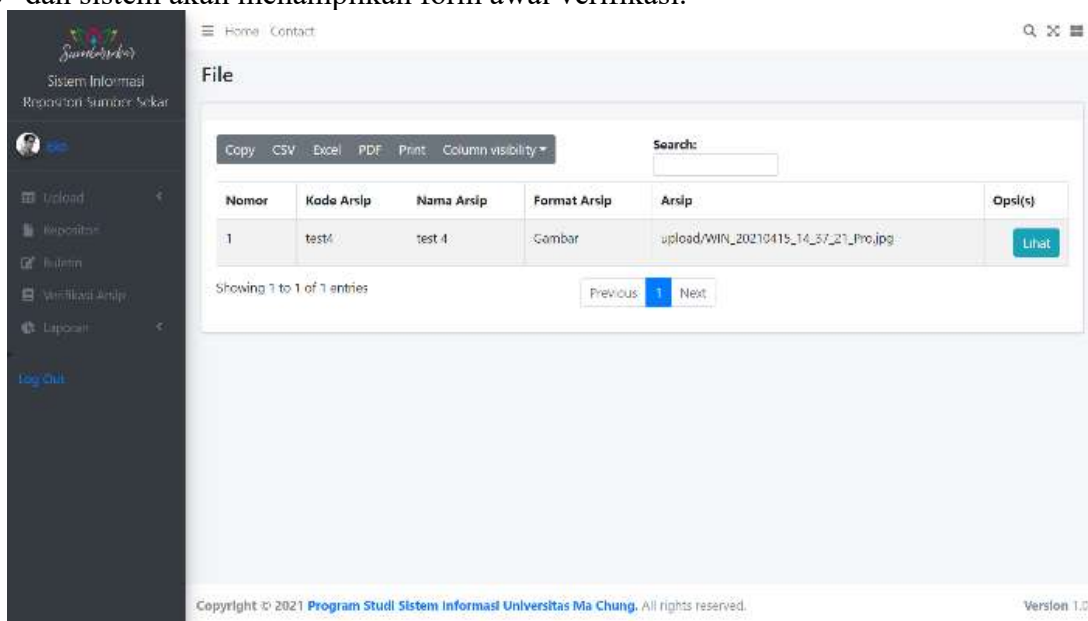 dan sistem akan menampilkan form awal verifikasi.
Sumbersekar
Sistem Informasi
Repositori Sumber Sekar
Upload
Repositori
Buletin
Verifikasi Arsip
Laporan
Log Out
Home Contact
File
Copy CSV Excel PDF Print Column visibility
Search:
Nomor Kode Arsip Nama Arsip Format Arsip Arsip Opsi(s)
1 test4 test 4 Gambar upload/WIN_20210415_14_37_21_Pro.jpg Lihat
Showing 1 to 1 of 1 entries
Previous 1 Next
Copyright © 2021 Program Studi Sistem Informasi Universitas Ma Chung. All rights reserved.
Version 1.0